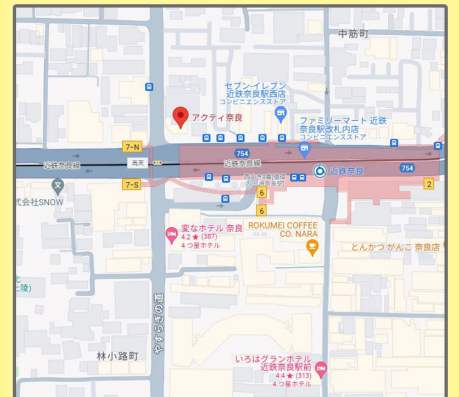 中筋町
セブン-イレブン
近鉄奈良駅西店
コンビニエンスストア
アクティ奈良
ファミリーマート 近鉄
奈良駅改札内店
コンビニエンスストア
7-N
754
近鉄奈良線
高天
近鉄奈良線
近鉄奈良
754
7-S
2
式会社SNOW
6
6
変なホテル 奈良
4.2★(387)
4 つ星ホテル
ROKUMEI COFFEE
CO. NARA
とんかつ がんこ 奈良店
林小路町
いろはグランホテル
近鉄奈良駅前
4.4★(313)
4 つ星ホテル